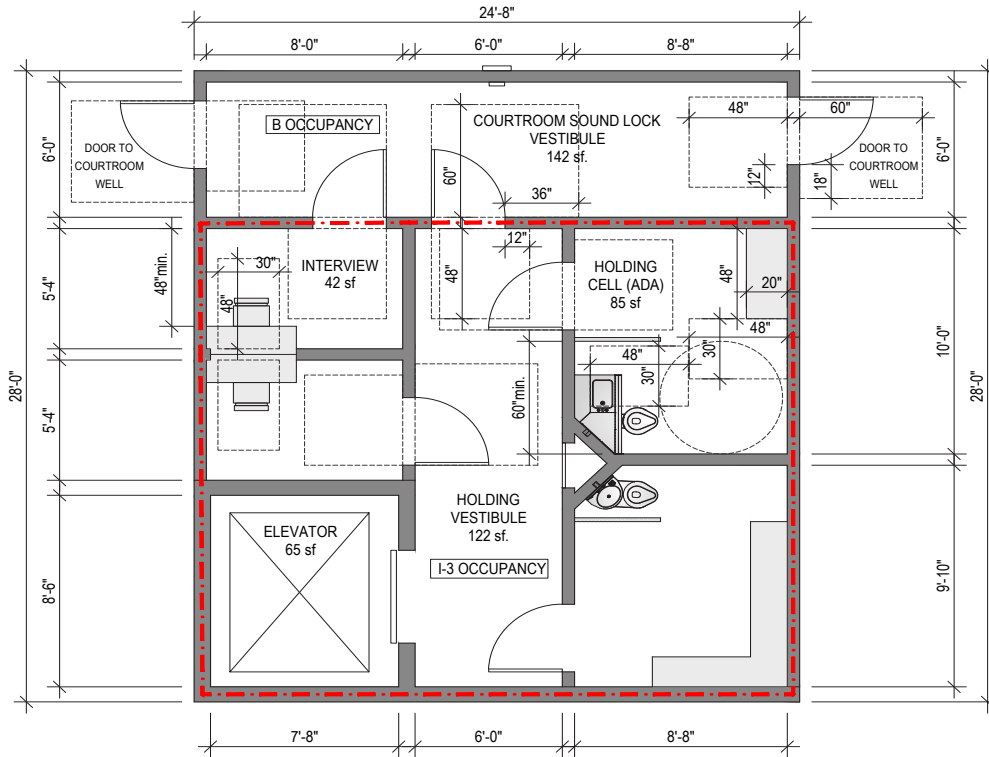 24'-8"
8'-0"
6'-0"
8'-8"
B OCCUPANCY
COURTROOM SOUND LOCK
VESTIBULE
142 sf.
48"
60"
DOOR TO
COURTROOM
WELL
DOOR TO
COURTROOM
WELL
6'-0"
6'-0"
60"
12"
18"
36"
12"
48"min.
30"
48"
INTERVIEW
42 sf
48"
HOLDING
CELL (ADA)
85 sf
48"
20"
48"
30"
48"
30"
60"min.
5'-4"
5'-4"
10'-0"
28'-0"
28'-0"
HOLDING
VESTIBULE
122 sf.
I-3 OCCUPANCY
ELEVATOR
65 sf
8'-6"
9'-10"
7'-8"
6'-0"
8'-8"